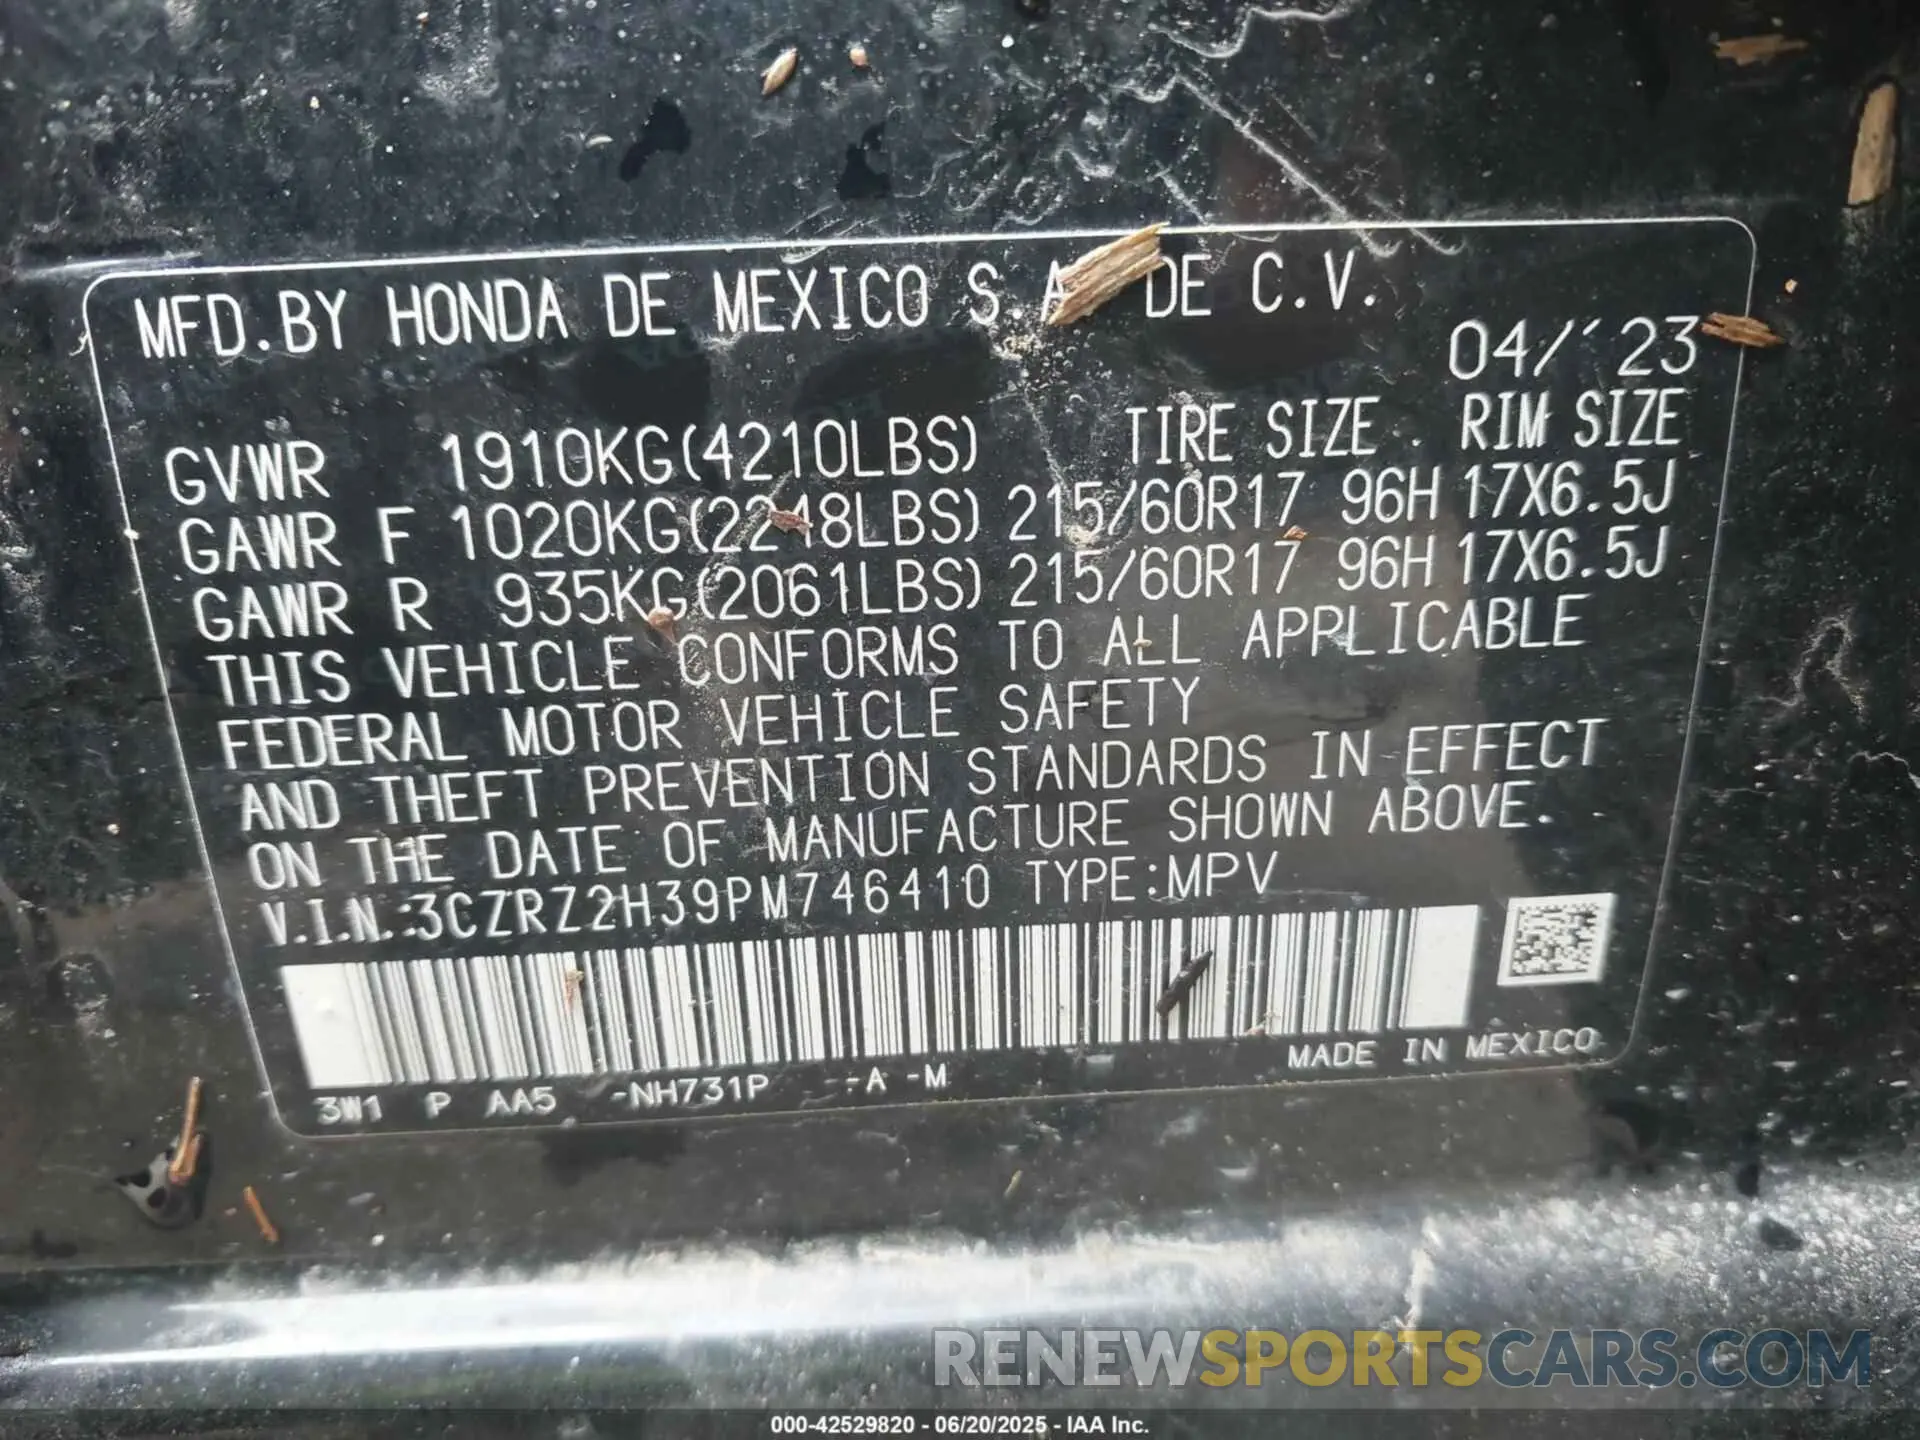 MFD.BY HONDA DE MEXICO S.A. DE C.V.
04/´23
GVWR 1910KG(4210LBS) TIRE SIZE RIM SIZE
GAWR F 1020KG(2248LBS) 215/60R17 96H 17X6.5J
GAWR R 935KG(2061LBS) 215/60R17 96H 17X6.5J
THIS VEHICLE CONFORMS TO ALL APPLICABLE
FEDERAL MOTOR VEHICLE SAFETY
AND THEFT PREVENTION STANDARDS IN EFFECT
ON THE DATE OF MANUFACTURE SHOWN ABOVE.
V.I.N.:3CZRZ2H39PM746410 TYPE:MPV
3W1 P AA5 -NH731P -A -M
MADE IN MEXICO
RENEWSPORTSCARS.COM
000-42529820 - 06/20/2025 - IAA Inc.